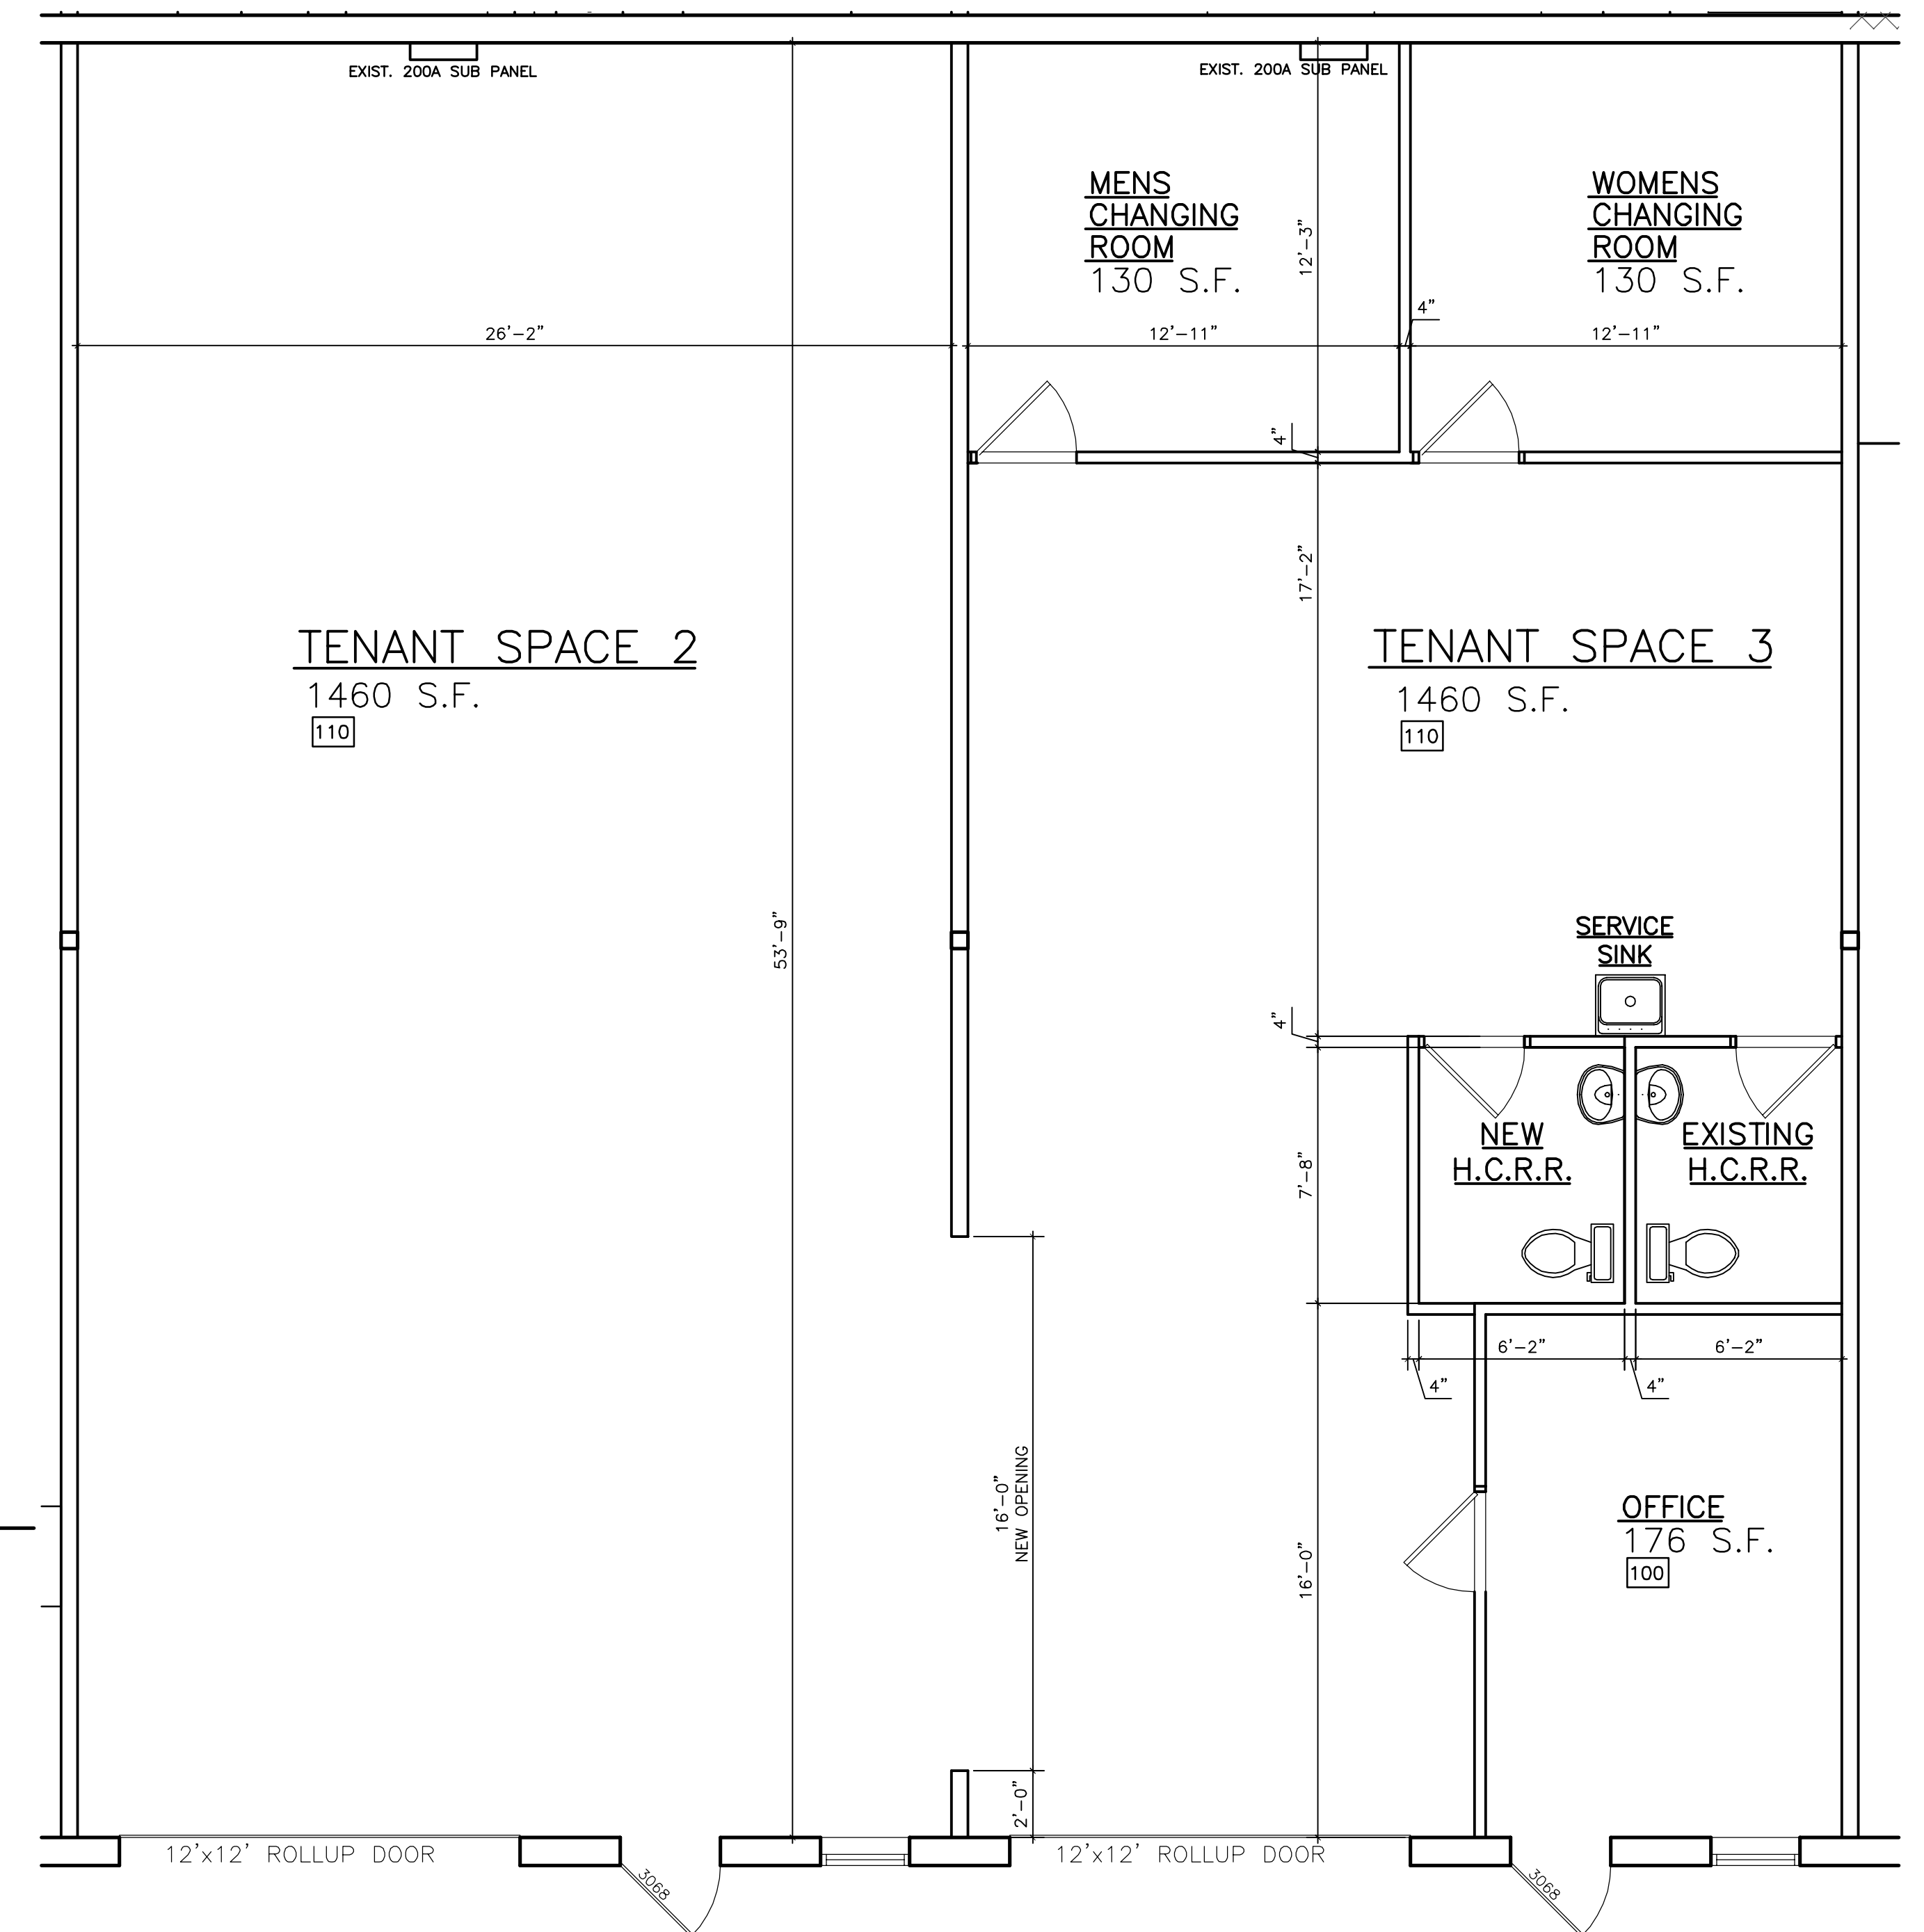 EXIST. 200A SUB PANEL
EXIST. 200A SUB PANEL
MENS
CHANGING
ROOM
130 S.F.
WOMENS
CHANGING
ROOM
130 S.F.
12'-3"
4"
26'-2"
12'-11"
12'-11"
4"
17'-2"
TENANT SPACE 2
1460 S.F.
110
TENANT SPACE 3
1460 S.F.
110
53'-9"
SERVICE
SINK
4"
NEW
H.C.R.R.
EXISTING
H.C.R.R.
7'-8"
6'-2"
6'-2"
4"
4"
16'-0"
NEW OPENING
OFFICE
176 S.F.
100
16'-0"
2'-0"
12'x12' ROLLUP DOOR
12'x12' ROLLUP DOOR
3068
3068